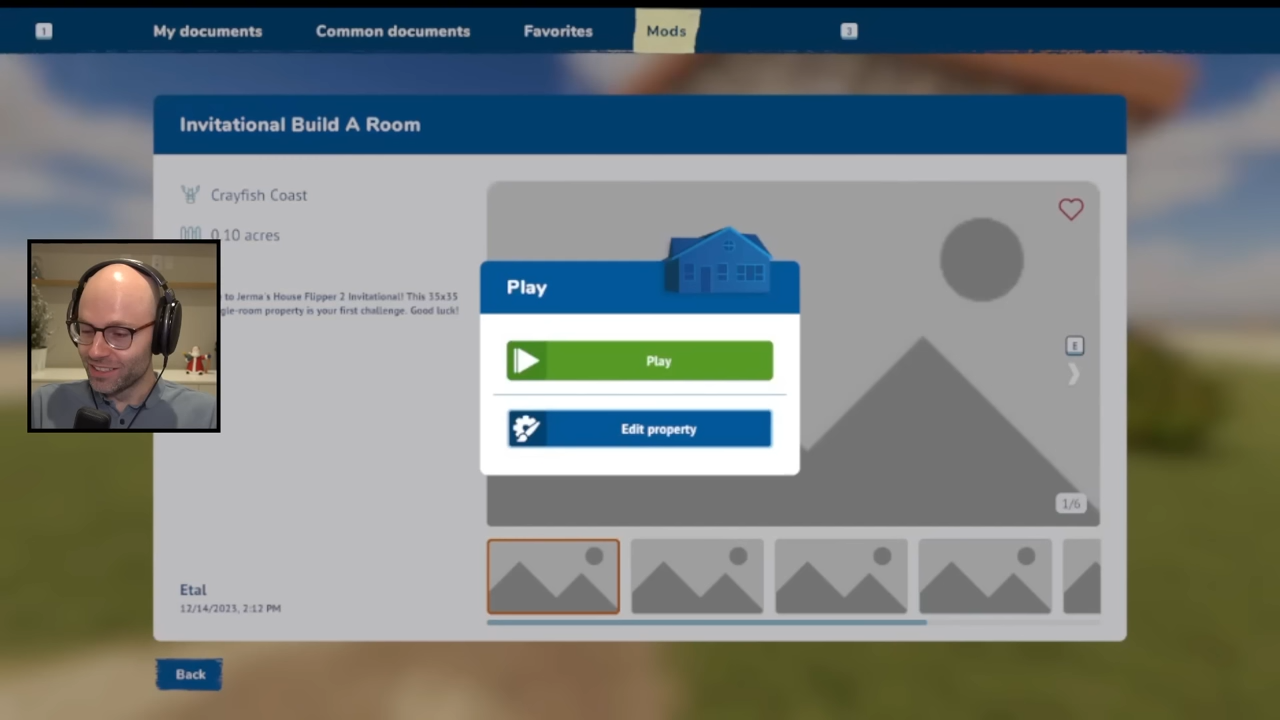 1
My documents
Common documents
Favorites
Mods
3
Invitational Build A Room
Crayfish Coast
0.10 acres
to Jerma's House Flipper 2 Invitational! This 35x35
property is your first challenge. Good luck!
Play
Play
Edit property
E
1/6
Etal
12/14/2023, 2:12 PM
Back